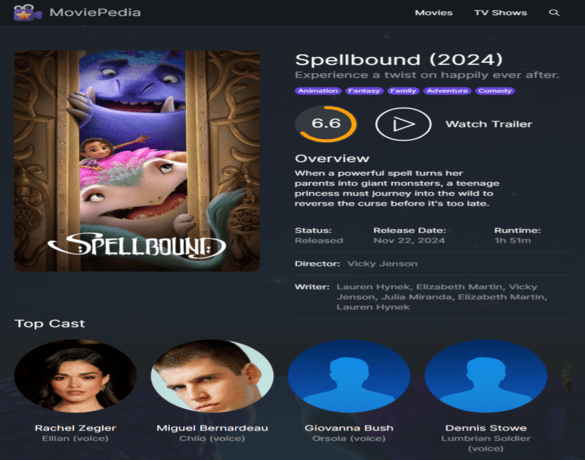 MoviePedia
Movies
TV Shows
Spellbound (2024)
Experience a twist on happily ever after.
Animation
Fantasy
Family
Adventure
Comedy
6.6
Watch Trailer
Overview
When a powerful spell turns her
parents into giant monsters, a teenage
princess must journey into the wild to
reverse the curse before it's too late.
SPELLBOUND
Status:
Released
Release Date:
Nov 22, 2024
Runtime:
1h 51m
Director: Vicky Jenson
Writer: Lauren Hynek, Elizabeth Martin, Vicky
Jenson, Julia Miranda, Elizabeth Martin,
Lauren Hynek
Top Cast
Rachel Zegler
Ellian (voice)
Miguel Bernardeau
Chilo (voice)
Giovanna Bush
Orsola (voice)
Dennis Stowe
Lumbrian Soldier
(voice)